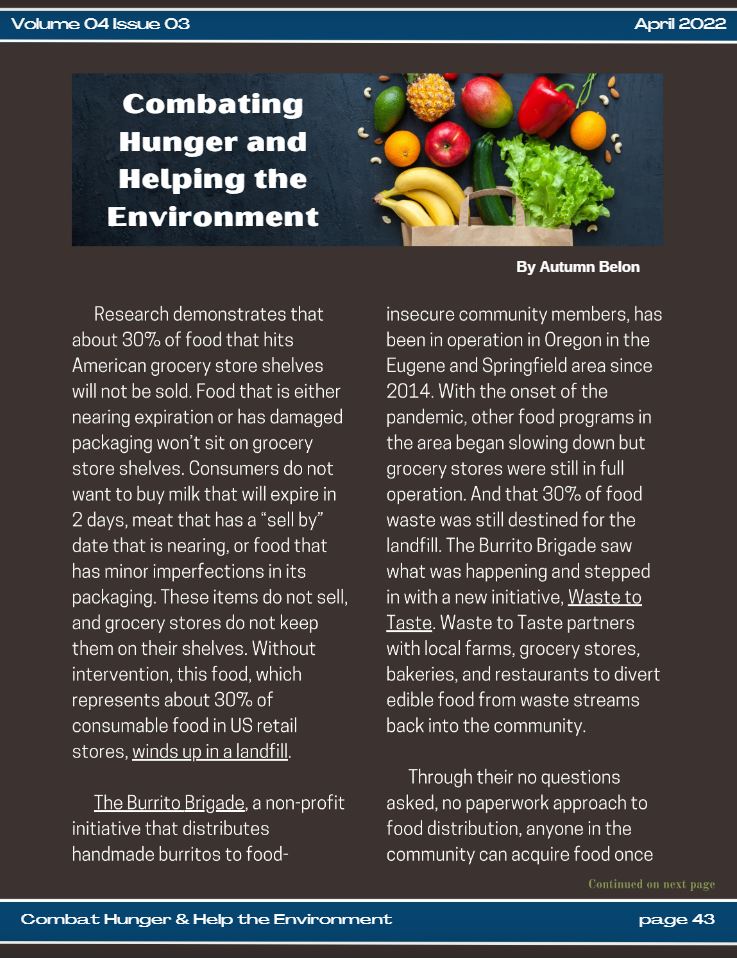 Volume 04 Issue 03
April 2022
Combating
Hunger and
Helping the
Environment
By Autumn Belon
Research demonstrates that
about 30% of food that hits
American grocery store shelves
will not be sold. Food that is either
nearing expiration or has damaged
packaging won't sit on grocery
store shelves. Consumers do not
want to buy milk that will expire in
2 days, meat that has a "sell by"
date that is nearing, or food that
has minor imperfections in its
packaging. These items do not sell,
and grocery stores do not keep
them on their shelves. Without
intervention, this food, which
represents about 30% of
consumable food in US retail
stores, winds up in a landfill.
The Burrito Brigade, a non-profit
initiative that distributes
handmade burritos to food-
insecure community members, has
been in operation in Oregon in the
Eugene and Springfield area since
2014. With the onset of the
pandemic, other food programs in
the area began slowing down but
grocery stores were still in full
operation. And that 30% of food
waste was still destined for the
landfill. The Burrito Brigade saw
what was happening and stepped
in with a new initiative, Waste to
Taste. Waste to Taste partners
with local farms, grocery stores,
bakeries, and restaurants to divert
edible food from waste streams
back into the community.
Through their no questions
asked, no paperwork approach to
food distribution, anyone in the
community can acquire food once
Continued on next page
Combat Hunger & Help the Environment
page 43